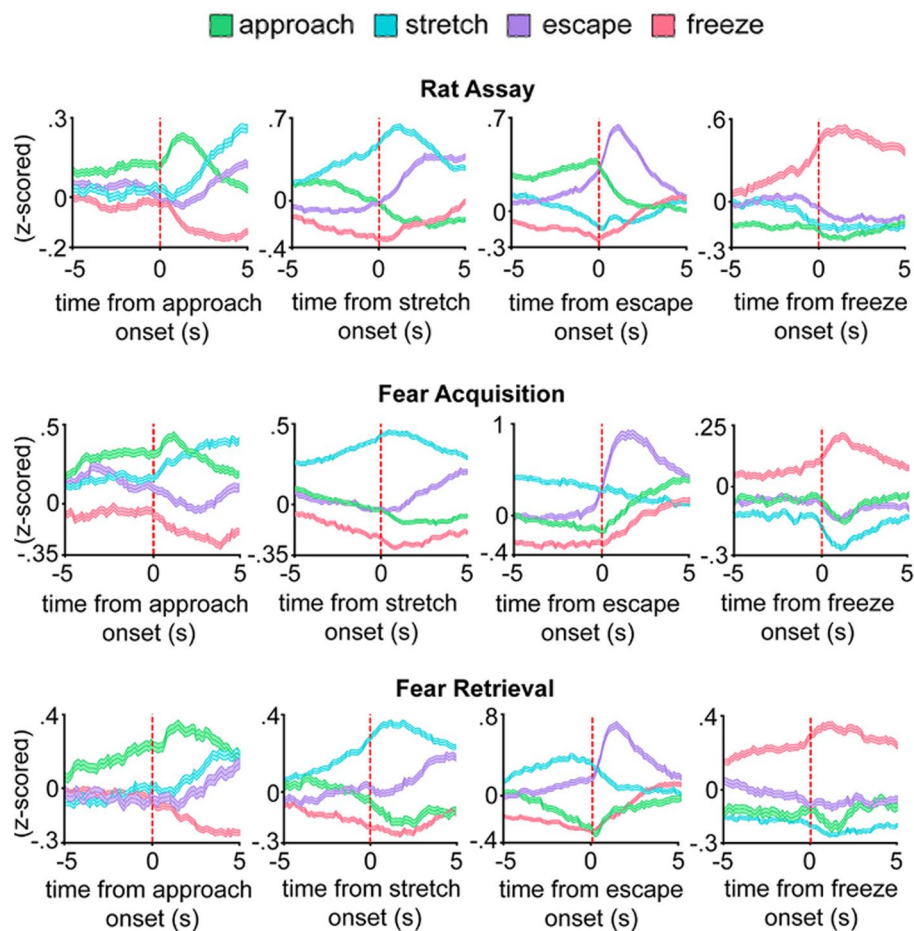 approach stretch escape freeze
Rat Assay
(z-scored)
.3 0 -.2 -5 0 5
.7 0 -.4 -5 0 5
.7 0 -.3 -5 0 5
.6 0 -.3 -5 0 5
time from approach onset (s)
time from stretch onset (s)
time from escape onset (s)
time from freeze onset (s)
Fear Acquisition
(z-scored)
.5 0 -.35 -5 0 5
.5 0 -.35 -5 0 5
1 0 -.4 -5 0 5
.25 0 -.3 -5 0 5
time from approach onset (s)
time from stretch onset (s)
time from escape onset (s)
time from freeze onset (s)
Fear Retrieval
(z-scored)
.4 0 -.3 -5 0 5
.4 0 -.3 -5 0 5
.8 0 -.4 -5 0 5
.4 0 -.3 -5 0 5
time from approach onset (s)
time from stretch onset (s)
time from escape onset (s)
time from freeze onset (s)